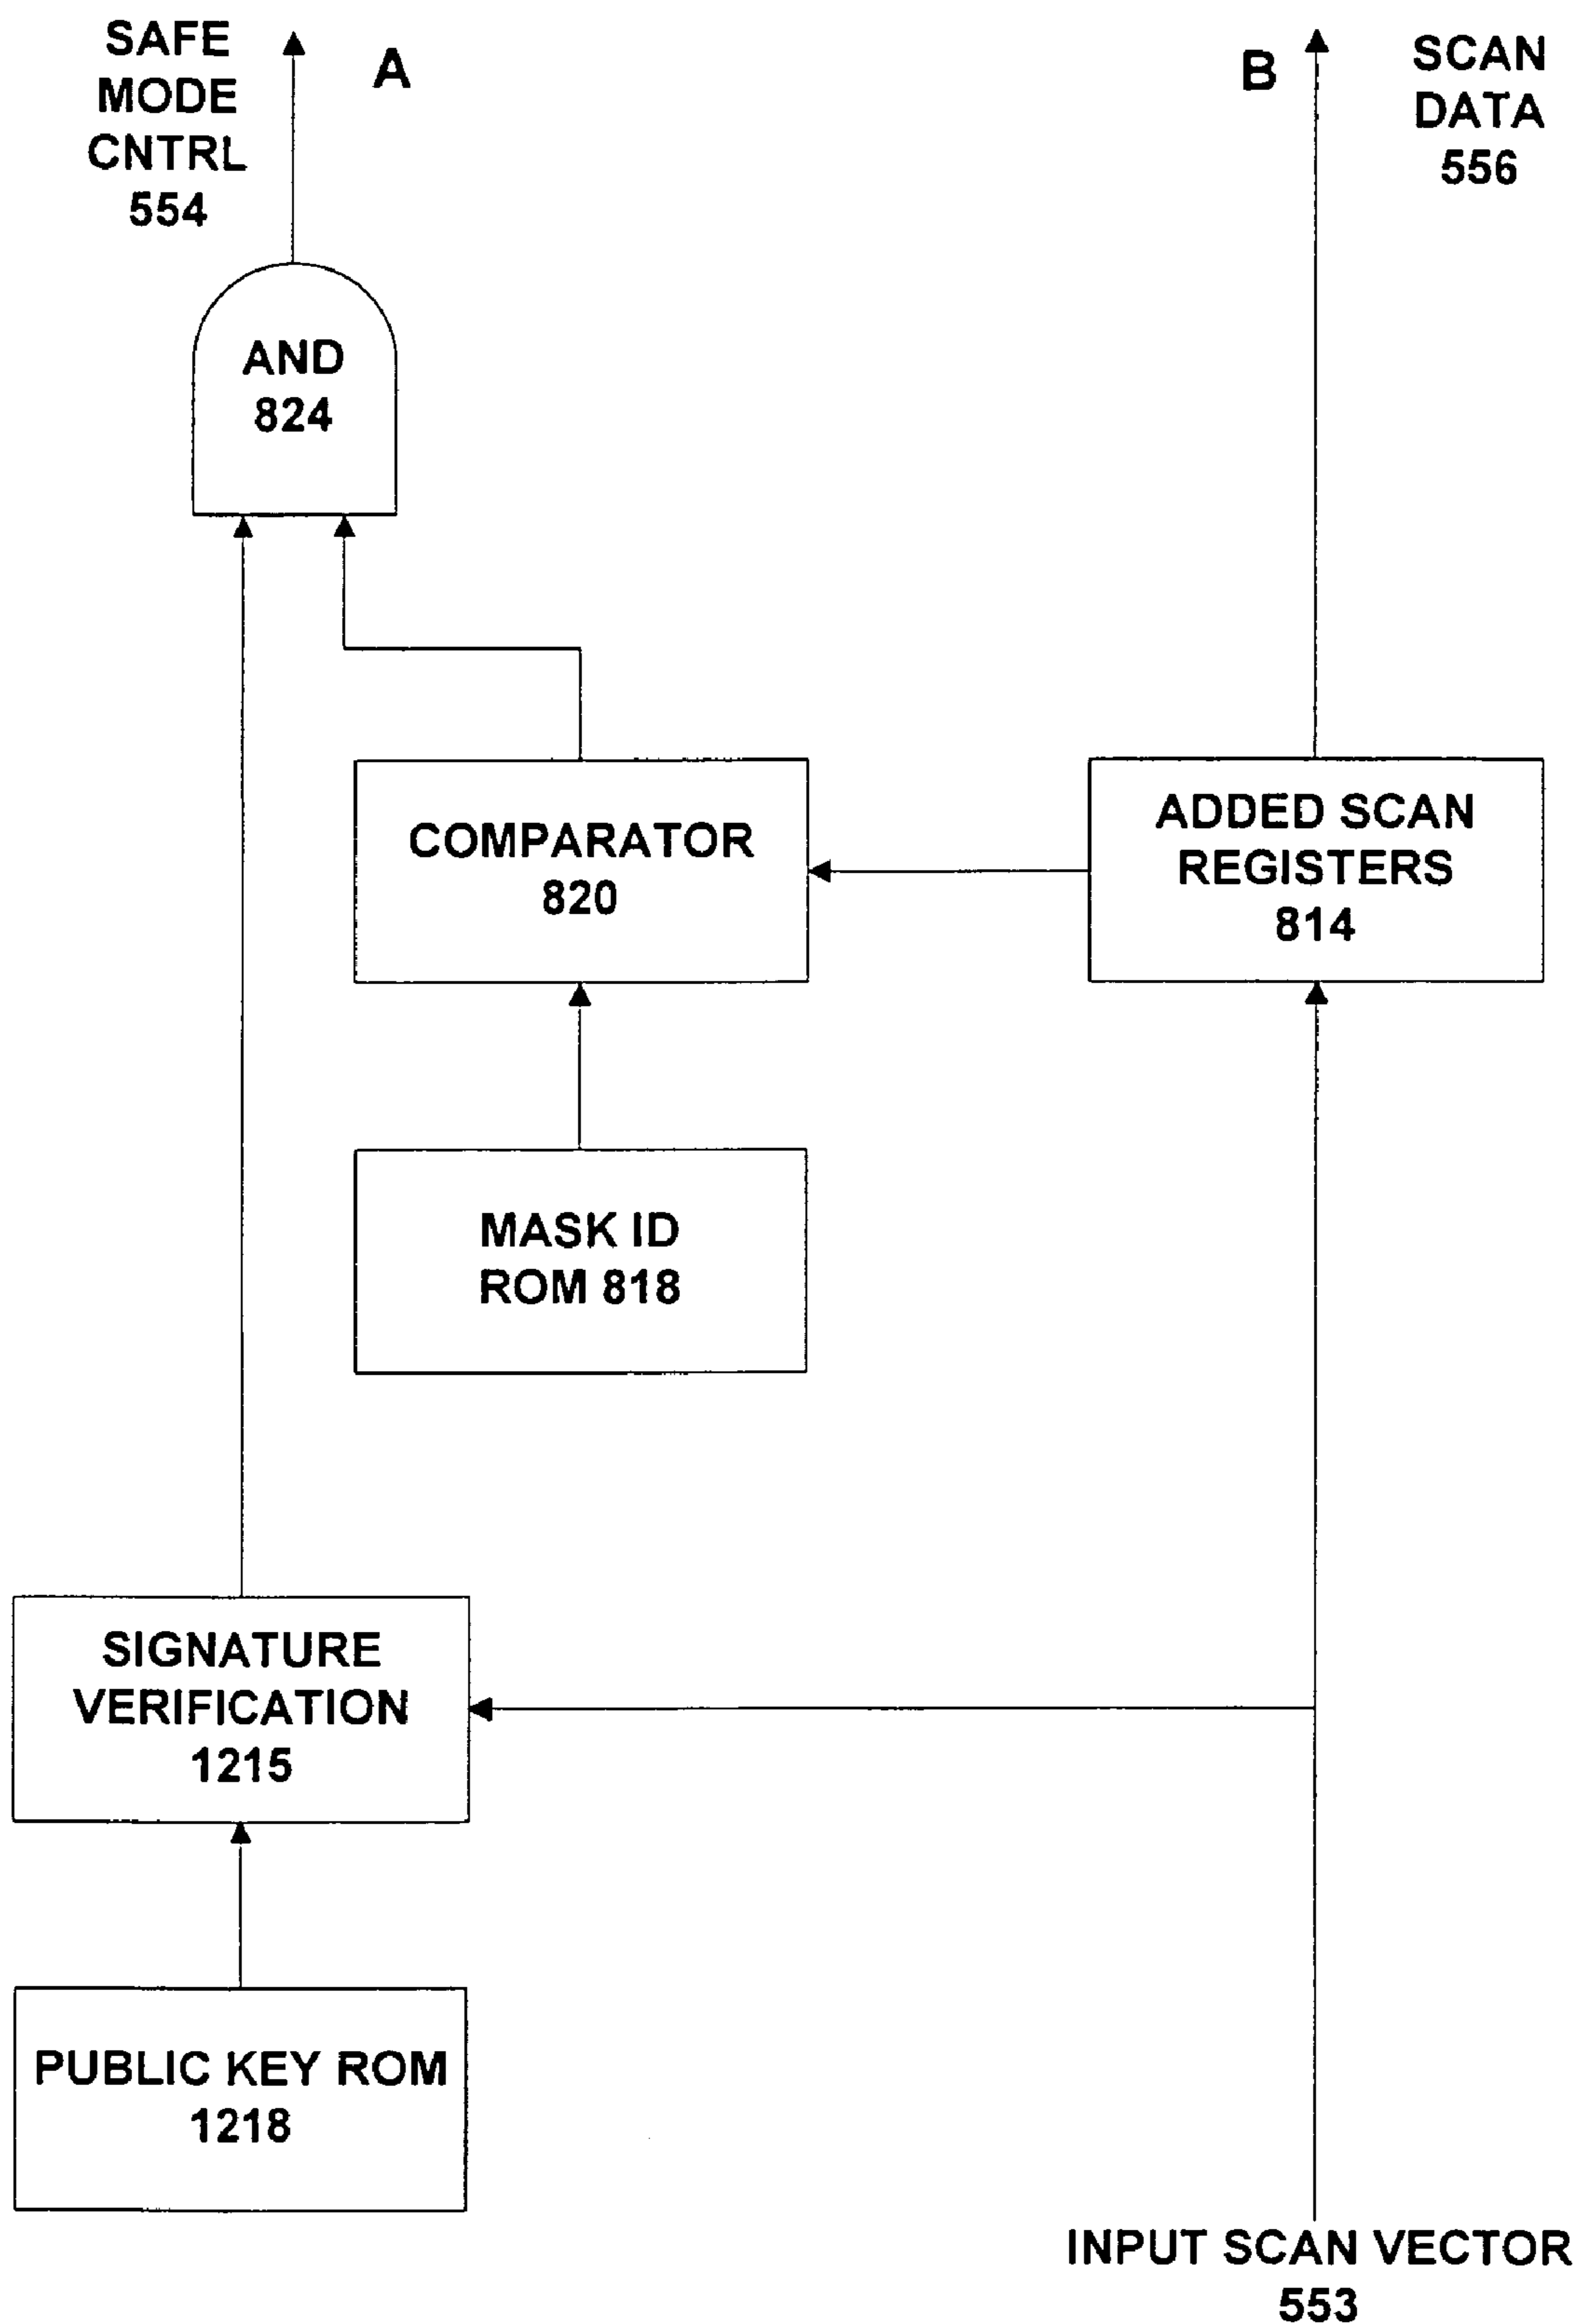 SAFE
MODE
CNTRL
554
A
B
SCAN
DATA
556
AND
824
COMPARATOR
820
ADDED SCAN
REGISTERS
814
MASK ID
ROM 818
SIGNATURE
VERIFICATION
1215
PUBLIC KEY ROM
1218
INPUT SCAN VECTOR
553